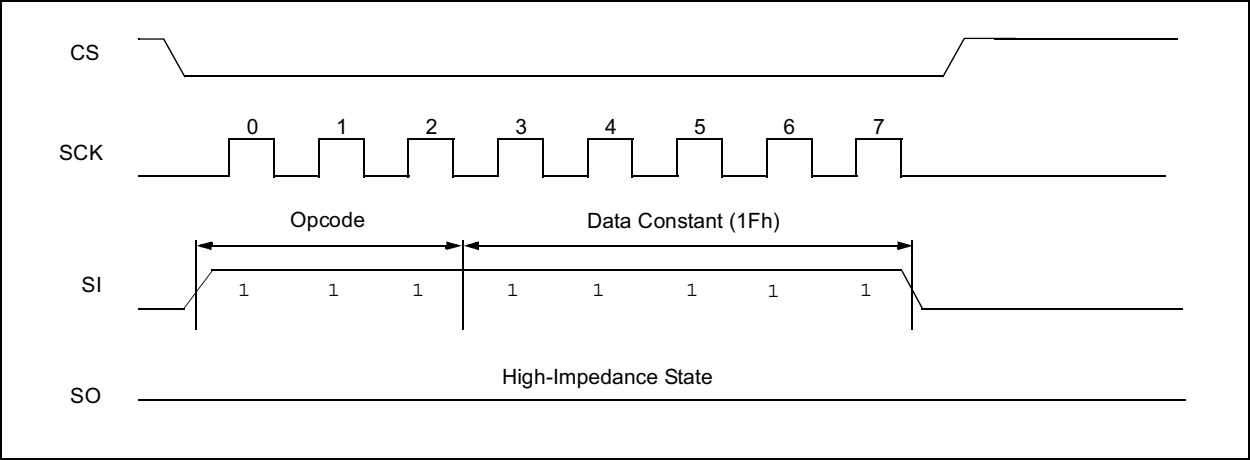 CS
0 1 2 3 4 5 6 7
SCK
Opcode Data Constant (1Fh)
SI 1 1 1 1 1 1 1 1
High-Impedance State
SO